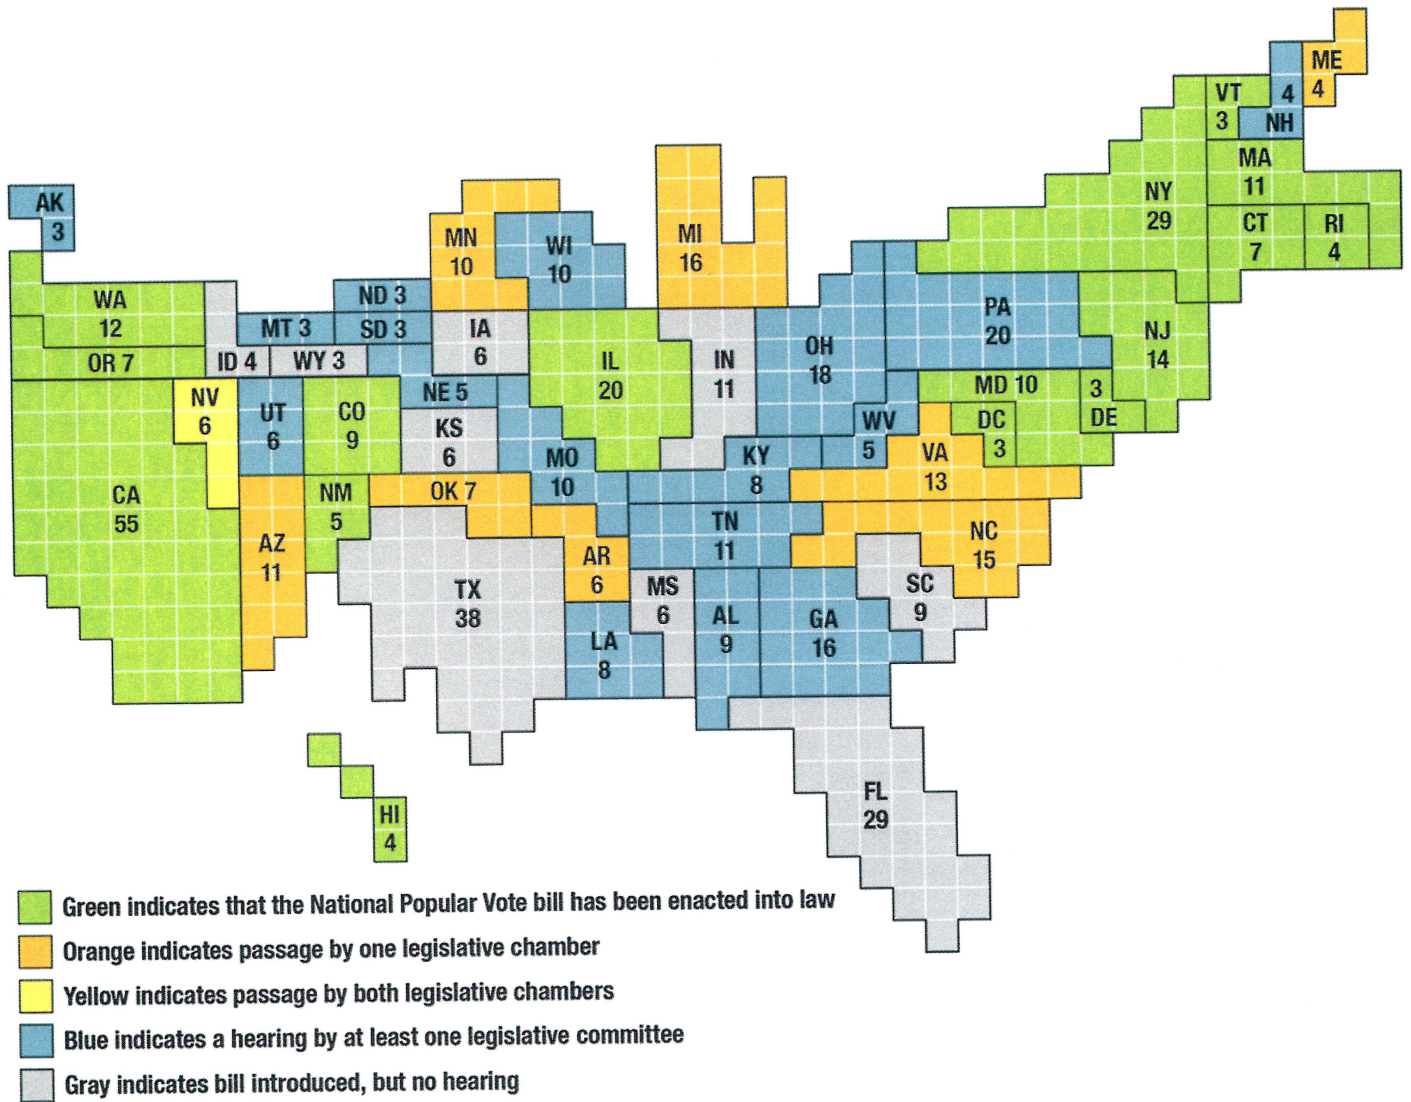 ME
4
VT
3
4
NH
MA
11
NY
29
CT
7
RI
4
AK
3
MN
10
WI
10
MI
16
WA
12
ND 3
MT 3
SD 3
IA
6
PA
20
NJ
14
OR 7
ID 4
WY 3
IL
20
IN
11
OH
18
NV
6
UT
6
CO
9
NE 5
KS
6
MD 10
3
DE
DC
3
WV
5
VA
13
MO
10
KY
8
CA
55
NM
5
OK 7
TN
11
NC
15
AZ
11
TX
38
AR
6
MS
6
AL
9
GA
16
SC
9
LA
8
HI
4
FL
29
Green indicates that the National Popular Vote bill has been enacted into law
Orange indicates passage by one legislative chamber
Yellow indicates passage by both legislative chambers
Blue indicates a hearing by at least one legislative committee
Gray indicates bill introduced, but no hearing